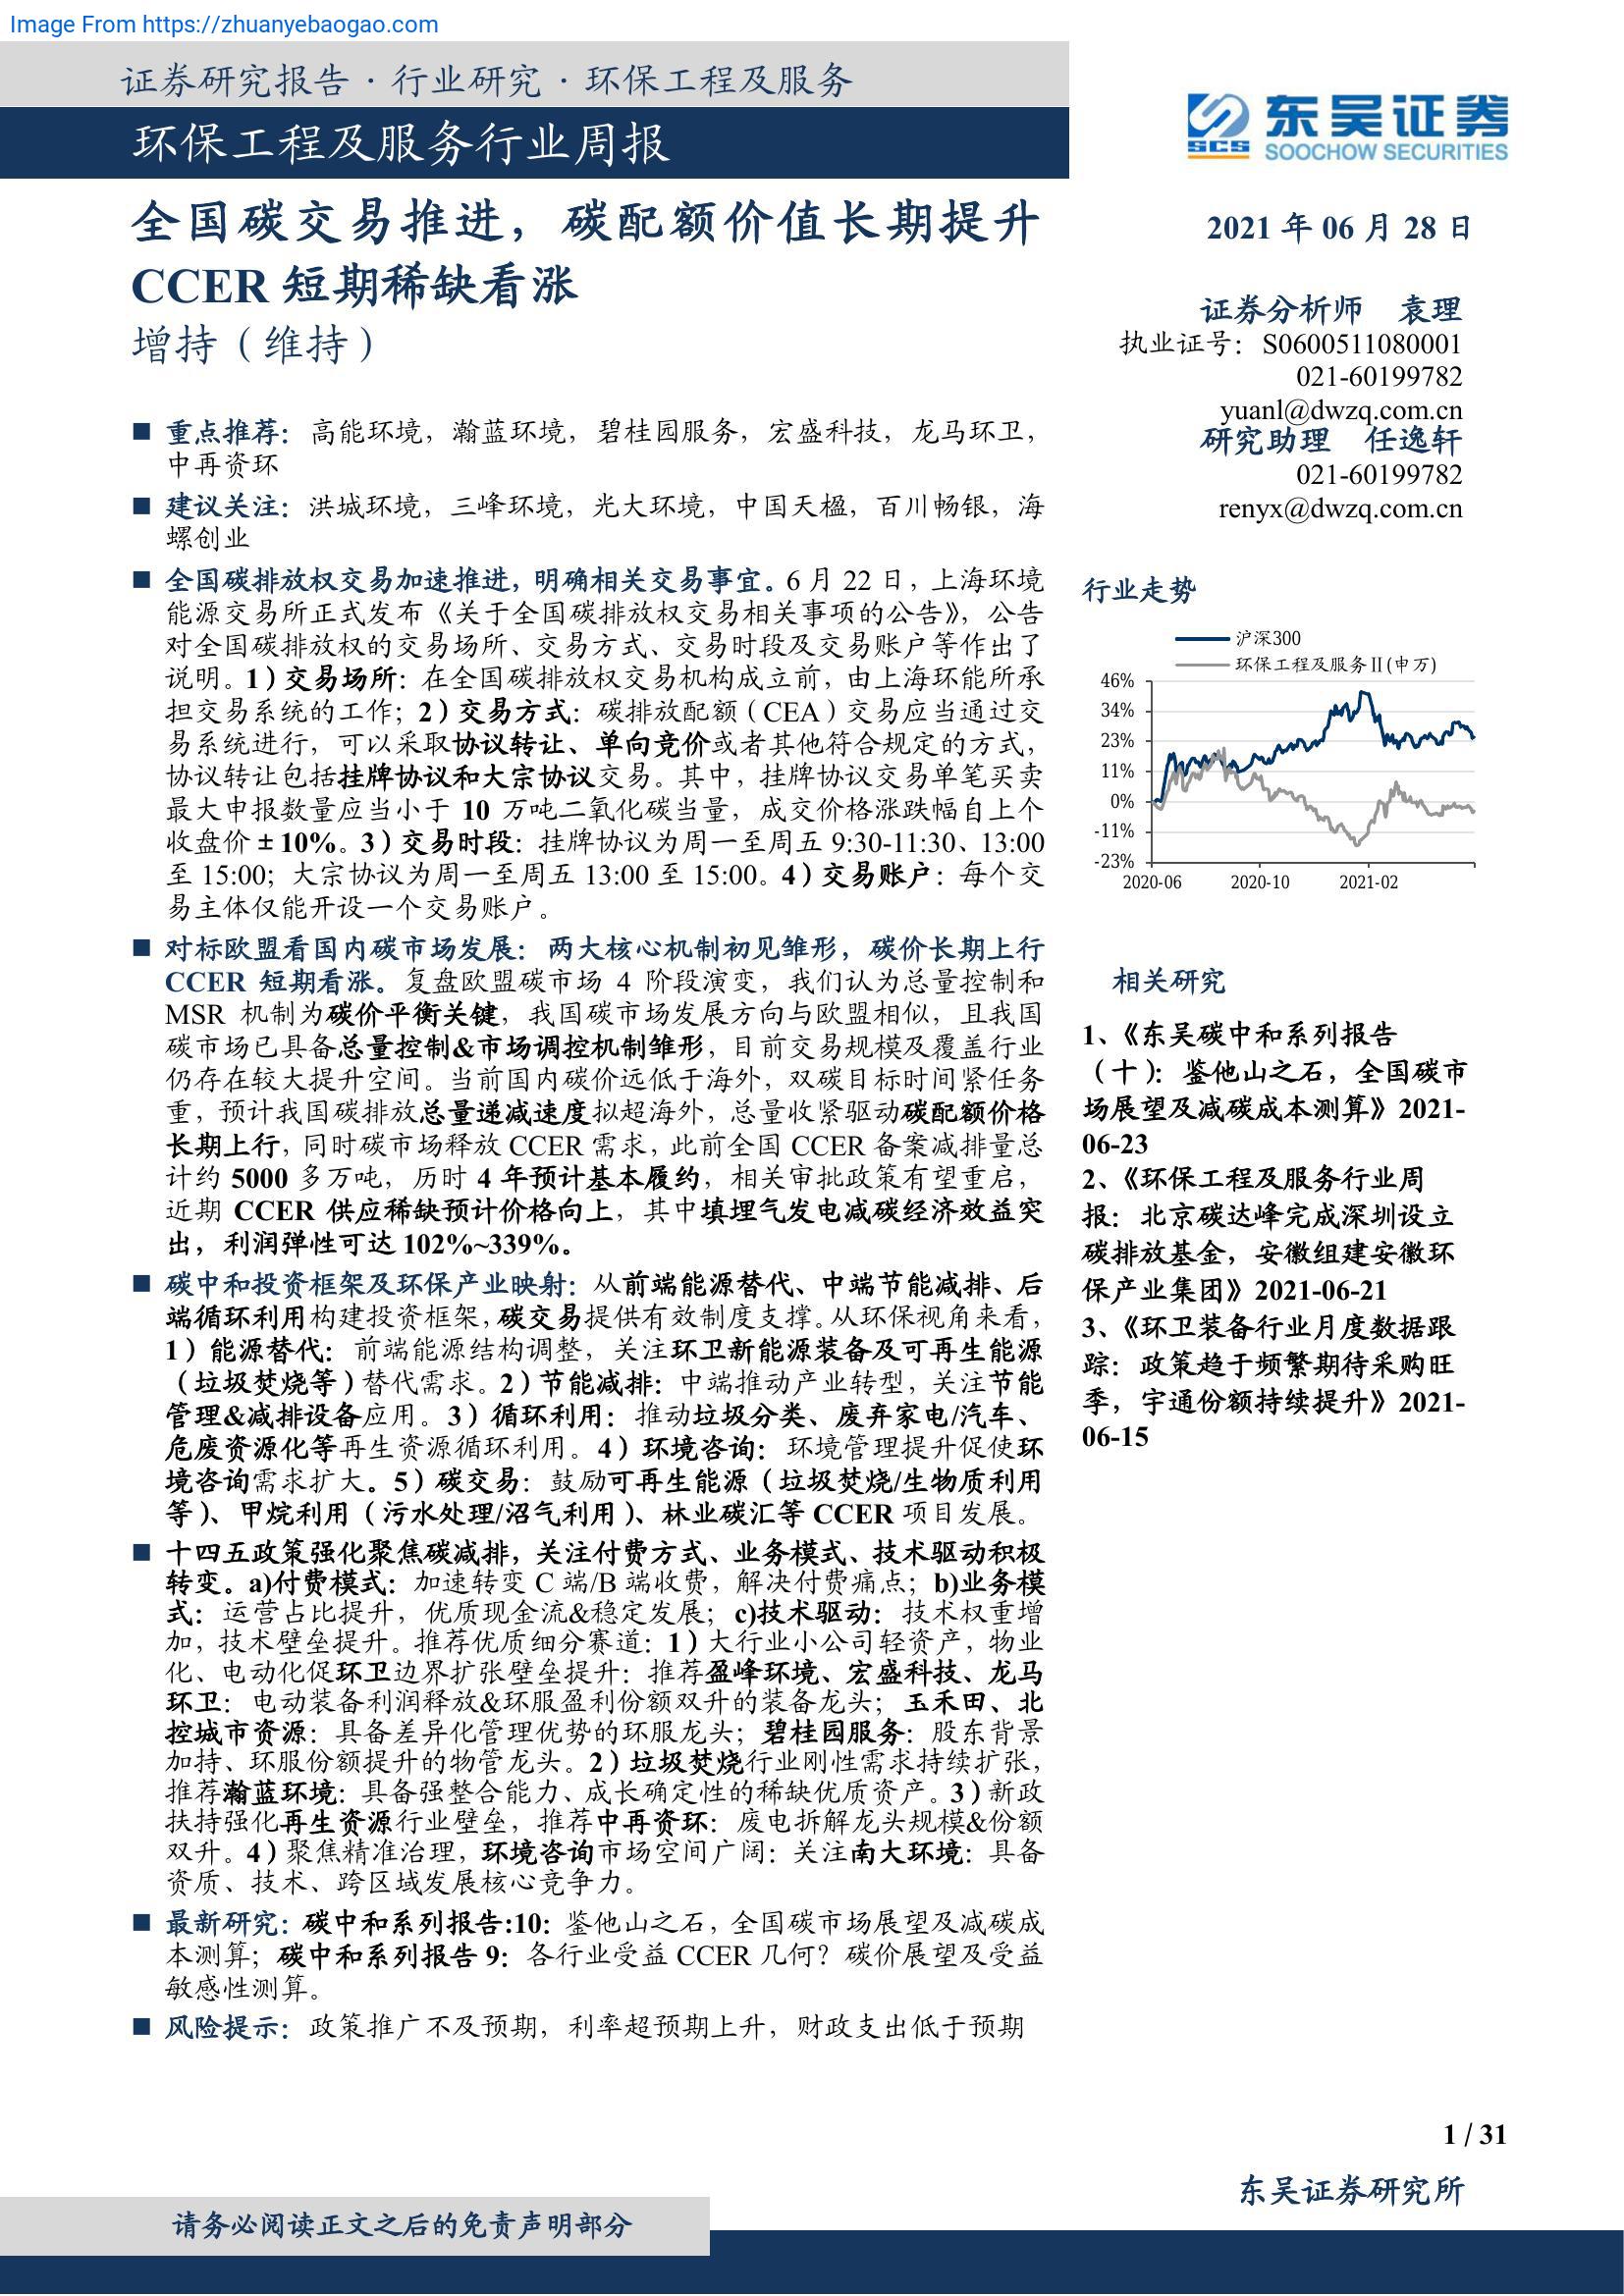 Image From https://zhuanyebaogao.com
证券研究报告·行业研究·环保工程及服务
环保工程及服务行业周报
东吴证券
SCS
SOOCHOW SECURITIES
全国碳交易推进，碳配额价值长期提升
CCER 短期稀缺看涨
增持（维持）
■ 重点推荐：高能环境，瀚蓝环境，碧桂园服务，宏盛科技，龙马环卫，
中再资环
■ 建议关注：洪城环境，三峰环境，光大环境，中国天楹，百川畅银，海
螺创业
■ 全国碳排放权交易加速推进，明确相关交易事宜。6 月 22 日，上海环境
能源交易所正式发布《关于全国碳排放权交易相关事项的公告》，公告
对全国碳排放权的交易场所、交易方式、交易时段及交易账户等作出了
说明。1）交易场所：在全国碳排放权交易机构成立前，由上海环能所承
担交易系统的工作；2）交易方式：碳排放配额（CEA）交易应当通过交
易系统进行，可以采取协议转让、单向竞价或者其他符合规定的方式，
协议转让包括挂牌协议和大宗协议交易。其中，挂牌协议交易单笔买卖
最大申报数量应当小于 10 万吨二氧化碳当量，成交价格涨跌幅自上个
收盘价±10%。3）交易时段：挂牌协议为周一至周五 9:30-11:30、13:00
至 15:00；大宗协议为周一至周五 13:00 至 15:00。4）交易账户：每个交
易主体仅能开设一个交易账户。
■ 对标欧盟看国内碳市场发展：两大核心机制初见雏形，碳价长期上行
CCER 短期看涨。复盘欧盟碳市场 4 阶段演变，我们认为总量控制和
MSR 机制为碳价平衡关键，我国碳市场发展方向与欧盟相似，且我国
碳市场已具备总量控制&市场调控机制雏形，目前交易规模及覆盖行业
仍存在较大提升空间。当前国内碳价远低于海外，双碳目标时间紧任务
重，预计我国碳排放总量递减速度拟超海外，总量收紧驱动碳配额价格
长期上行，同时碳市场释放 CCER 需求，此前全国 CCER 备案减排量总
计约 5000 多万吨，历时 4 年预计基本履约，相关审批政策有望重启，
近期 CCER 供应稀缺预计价格向上，其中填埋气发电减碳经济效益突
出，利润弹性可达 102%~339%。
■ 碳中和投资框架及环保产业映射：从前端能源替代、中端节能减排、后
端循环利用构建投资框架，碳交易提供有效制度支撑。从环保视角来看，
1）能源替代：前端能源结构调整，关注环卫新能源装备及可再生能源
（垃圾焚烧等）替代需求。2）节能减排：中端推动产业转型，关注节能
管理&减排设备应用。3）循环利用：推动垃圾分类、废弃家电/汽车、
危废资源化等再生资源循环利用。4）环境咨询：环境管理提升促使环
境咨询需求扩大。5）碳交易：鼓励可再生能源（垃圾焚烧/生物质利用
等）、甲烷利用（污水处理/沼气利用）、林业碳汇等 CCER 项目发展。
■ 十四五政策强化聚焦碳减排，关注付费方式、业务模式、技术驱动积极
转变。a)付费模式：加速转变 C 端/B 端收费，解决付费痛点；b)业务模
式：运营占比提升，优质现金流&稳定发展；c)技术驱动：技术权重增
加，技术壁垒提升。推荐优质细分赛道：1）大行业小公司轻资产，物业
化、电动化促环卫边界扩张壁垒提升：推荐盈峰环境、宏盛科技、龙马
环卫：电动装备利润释放&环服盈利份额双升的装备龙头；玉禾田、北
控城市资源：具备差异化管理优势的环服龙头；碧桂园服务：股东背景
加持、环服份额提升的物管龙头。2）垃圾焚烧行业刚性需求持续扩张，
推荐瀚蓝环境：具备强整合能力、成长确定性的稀缺优质资产。3）新政
扶持强化再生资源行业壁垒，推荐中再资环：废电拆解龙头规模&份额
双升。4）聚焦精准治理，环境咨询市场空间广阔：关注南大环境：具备
资质、技术、跨区域发展核心竞争力。
■ 最新研究：碳中和系列报告:10：鉴他山之石，全国碳市场展望及减碳成
本测算；碳中和系列报告 9：各行业受益 CCER 几何？碳价展望及受益
敏感性测算。
■ 风险提示：政策推广不及预期，利率超预期上升，财政支出低于预期
2021 年 06 月 28 日
证券分析师 袁理
执业证号：S0600511080001
021-60199782
yuanl@dwzq.com.cn
研究助理 任逸轩
021-60199782
renyx@dwzq.com.cn
行业走势
沪深300
环保工程及服务Ⅱ(申万)
46%
34%
23%
11%
0%
-11%
-23%
2020-06 2020-10 2021-02
相关研究
1、《东吴碳中和系列报告
（十）：鉴他山之石，全国碳市
场展望及减碳成本测算》2021-
06-23
2、《环保工程及服务行业周
报：北京碳达峰完成深圳设立
碳排放基金，安徽组建安徽环
保产业集团》2021-06-21
3、《环卫装备行业月度数据跟
踪：政策趋于频繁期待采购旺
季，宇通份额持续提升》2021-
06-15
1 / 31
东吴证券研究所
请务必阅读正文之后的免责声明部分